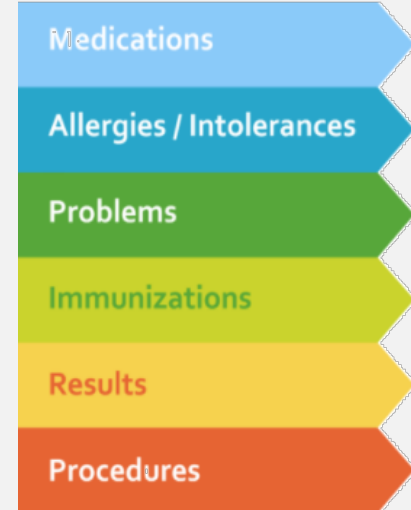 Medications
Allergies / Intolerances
Problems
Immunizations
Results
Procedures